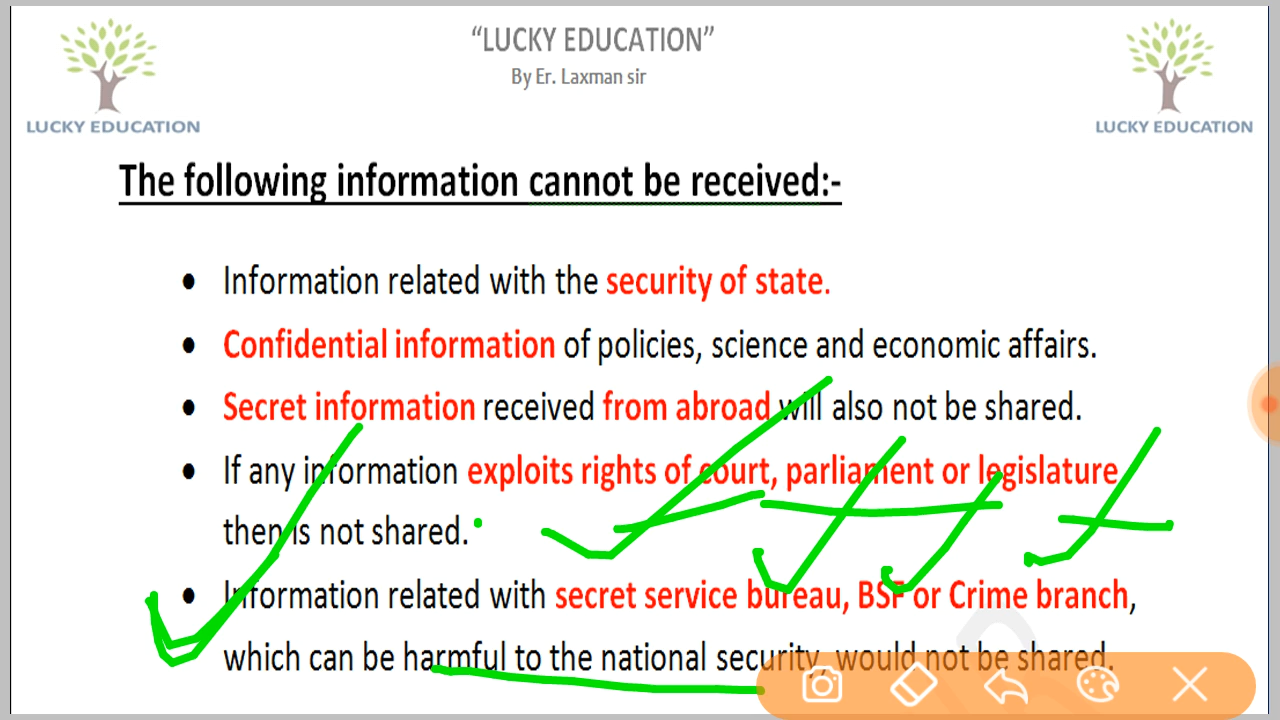 "LUCKY EDUCATION"
By Er. Laxman sir
LUCKY EDUCATION
LUCKY EDUCATION
The following information cannot be received:-
• Information related with the security of state.
• Confidential information of policies, science and economic affairs.
• Secret information received from abroad will also not be shared.
• If any information exploits rights of court, parliament or legislature
then is not shared.
• Information related with secret service bureau, BSF or Crime branch,
which can be harmful to the national security, would not be shared.